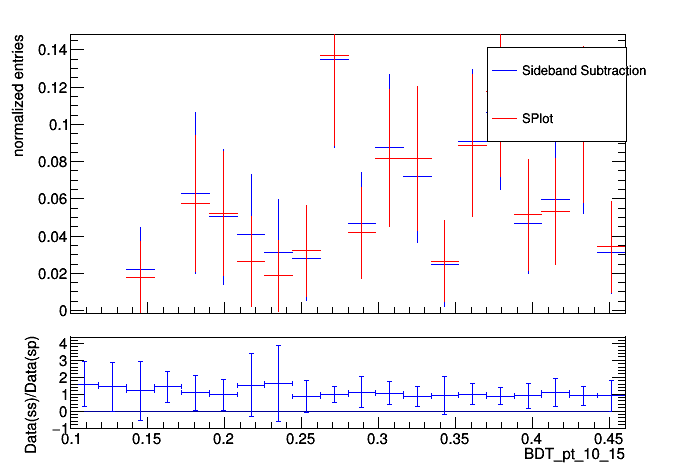 normalized entries
0.14
0.12
0.1
0.08
0.06
0.04
0.02
0
Sideband Subtraction
SPlot
Data(ss)/Data(sp)
4
3
2
1
0
−1
0.1 0.15 0.2 0.25 0.3 0.35 0.4 0.45
BDT_pt_10_15